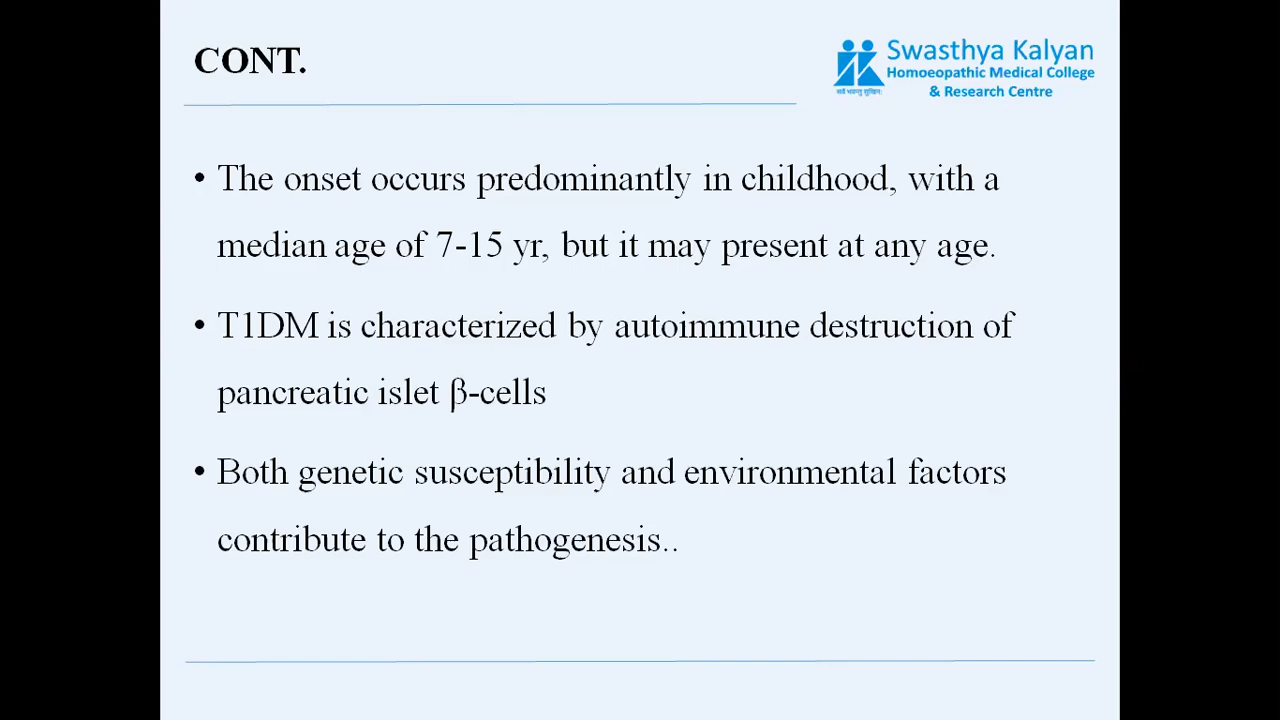 CONT.
Swasthya Kalyan
Homoeopathic Medical College
& Research Centre
सर्वे भवन्तु सुखिनः
• The onset occurs predominantly in childhood, with a
median age of 7-15 yr, but it may present at any age.
• T1DM is characterized by autoimmune destruction of
pancreatic islet β-cells
• Both genetic susceptibility and environmental factors
contribute to the pathogenesis..